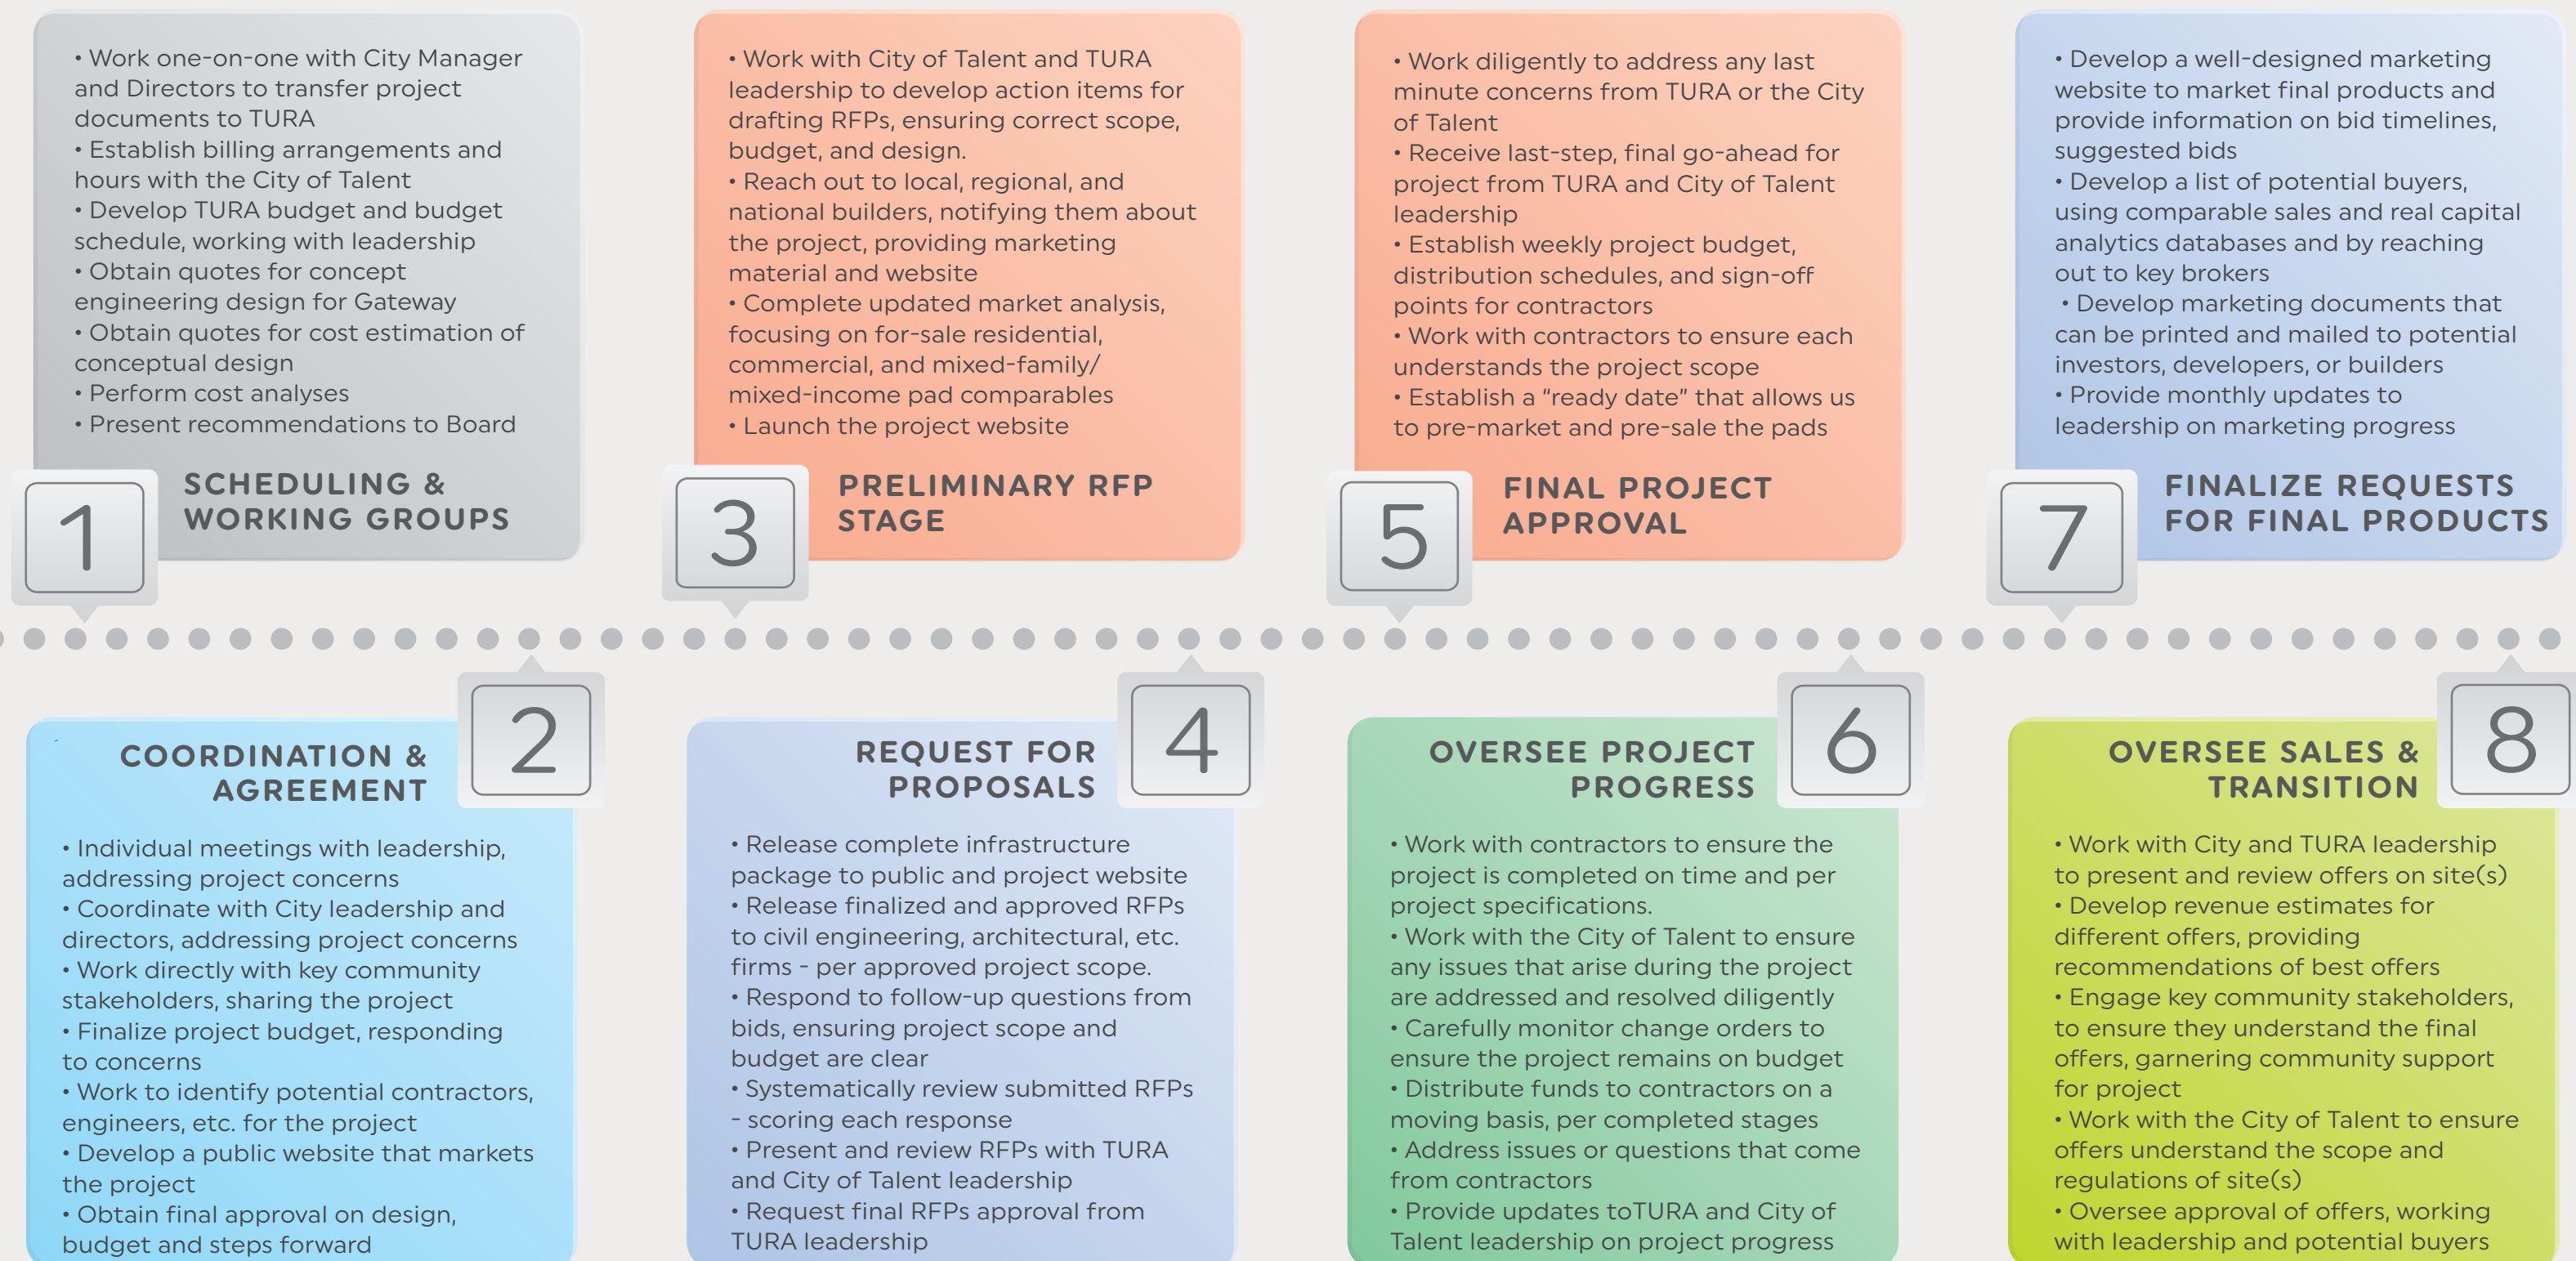 • Work one-on-one with City Manager
and Directors to transfer project
documents to TURA
• Establish billing arrangements and
hours with the City of Talent
• Develop TURA budget and budget
schedule, working with leadership
• Obtain quotes for concept
engineering design for Gateway
• Obtain quotes for cost estimation of
conceptual design
• Perform cost analyses
• Present recommendations to Board
1
SCHEDULING &
WORKING GROUPS
COORDINATION &
AGREEMENT
2
• Individual meetings with leadership,
addressing project concerns
• Coordinate with City leadership and
directors, addressing project concerns
• Work directly with key community
stakeholders, sharing the project
• Finalize project budget, responding
to concerns
• Work to identify potential contractors,
engineers, etc. for the project
• Develop a public website that markets
the project
• Obtain final approval on design,
budget and steps forward
• Work with City of Talent and TURA
leadership to develop action items for
drafting RFPs, ensuring correct scope,
budget, and design.
• Reach out to local, regional, and
national builders, notifying them about
the project, providing marketing
material and website
• Complete updated market analysis,
focusing on for-sale residential,
commercial, and mixed-family/
mixed-income pad comparables
• Launch the project website
3
PRELIMINARY RFP
STAGE
REQUEST FOR
PROPOSALS
4
• Release complete infrastructure
package to public and project website
• Release finalized and approved RFPs
to civil engineering, architectural, etc.
firms - per approved project scope.
• Respond to follow-up questions from
bids, ensuring project scope and
budget are clear
• Systematically review submitted RFPs
- scoring each response
• Present and review RFPs with TURA
and City of Talent leadership
• Request final RFPs approval from
TURA leadership
• Work diligently to address any last
minute concerns from TURA or the City
of Talent
• Receive last-step, final go-ahead for
project from TURA and City of Talent
leadership
• Establish weekly project budget,
distribution schedules, and sign-off
points for contractors
• Work with contractors to ensure each
understands the project scope
• Establish a “ready date” that allows us
to pre-market and pre-sale the pads
5
FINAL PROJECT
APPROVAL
OVERSEE PROJECT
PROGRESS
6
• Work with contractors to ensure the
project is completed on time and per
project specifications.
• Work with the City of Talent to ensure
any issues that arise during the project
are addressed and resolved diligently
• Carefully monitor change orders to
ensure the project remains on budget
• Distribute funds to contractors on a
moving basis, per completed stages
• Address issues or questions that come
from contractors
• Provide updates toTURA and City of
Talent leadership on project progress
• Develop a well-designed marketing
website to market final products and
provide information on bid timelines,
suggested bids
• Develop a list of potential buyers,
using comparable sales and real capital
analytics databases and by reaching
out to key brokers
• Develop marketing documents that
can be printed and mailed to potential
investors, developers, or builders
• Provide monthly updates to
leadership on marketing progress
7
FINALIZE REQUESTS
FOR FINAL PRODUCTS
OVERSEE SALES &
TRANSITION
8
• Work with City and TURA leadership
to present and review offers on site(s)
• Develop revenue estimates for
different offers, providing
recommendations of best offers
• Engage key community stakeholders,
to ensure they understand the final
offers, garnering community support
for project
• Work with the City of Talent to ensure
offers understand the scope and
regulations of site(s)
• Oversee approval of offers, working
with leadership and potential buyers